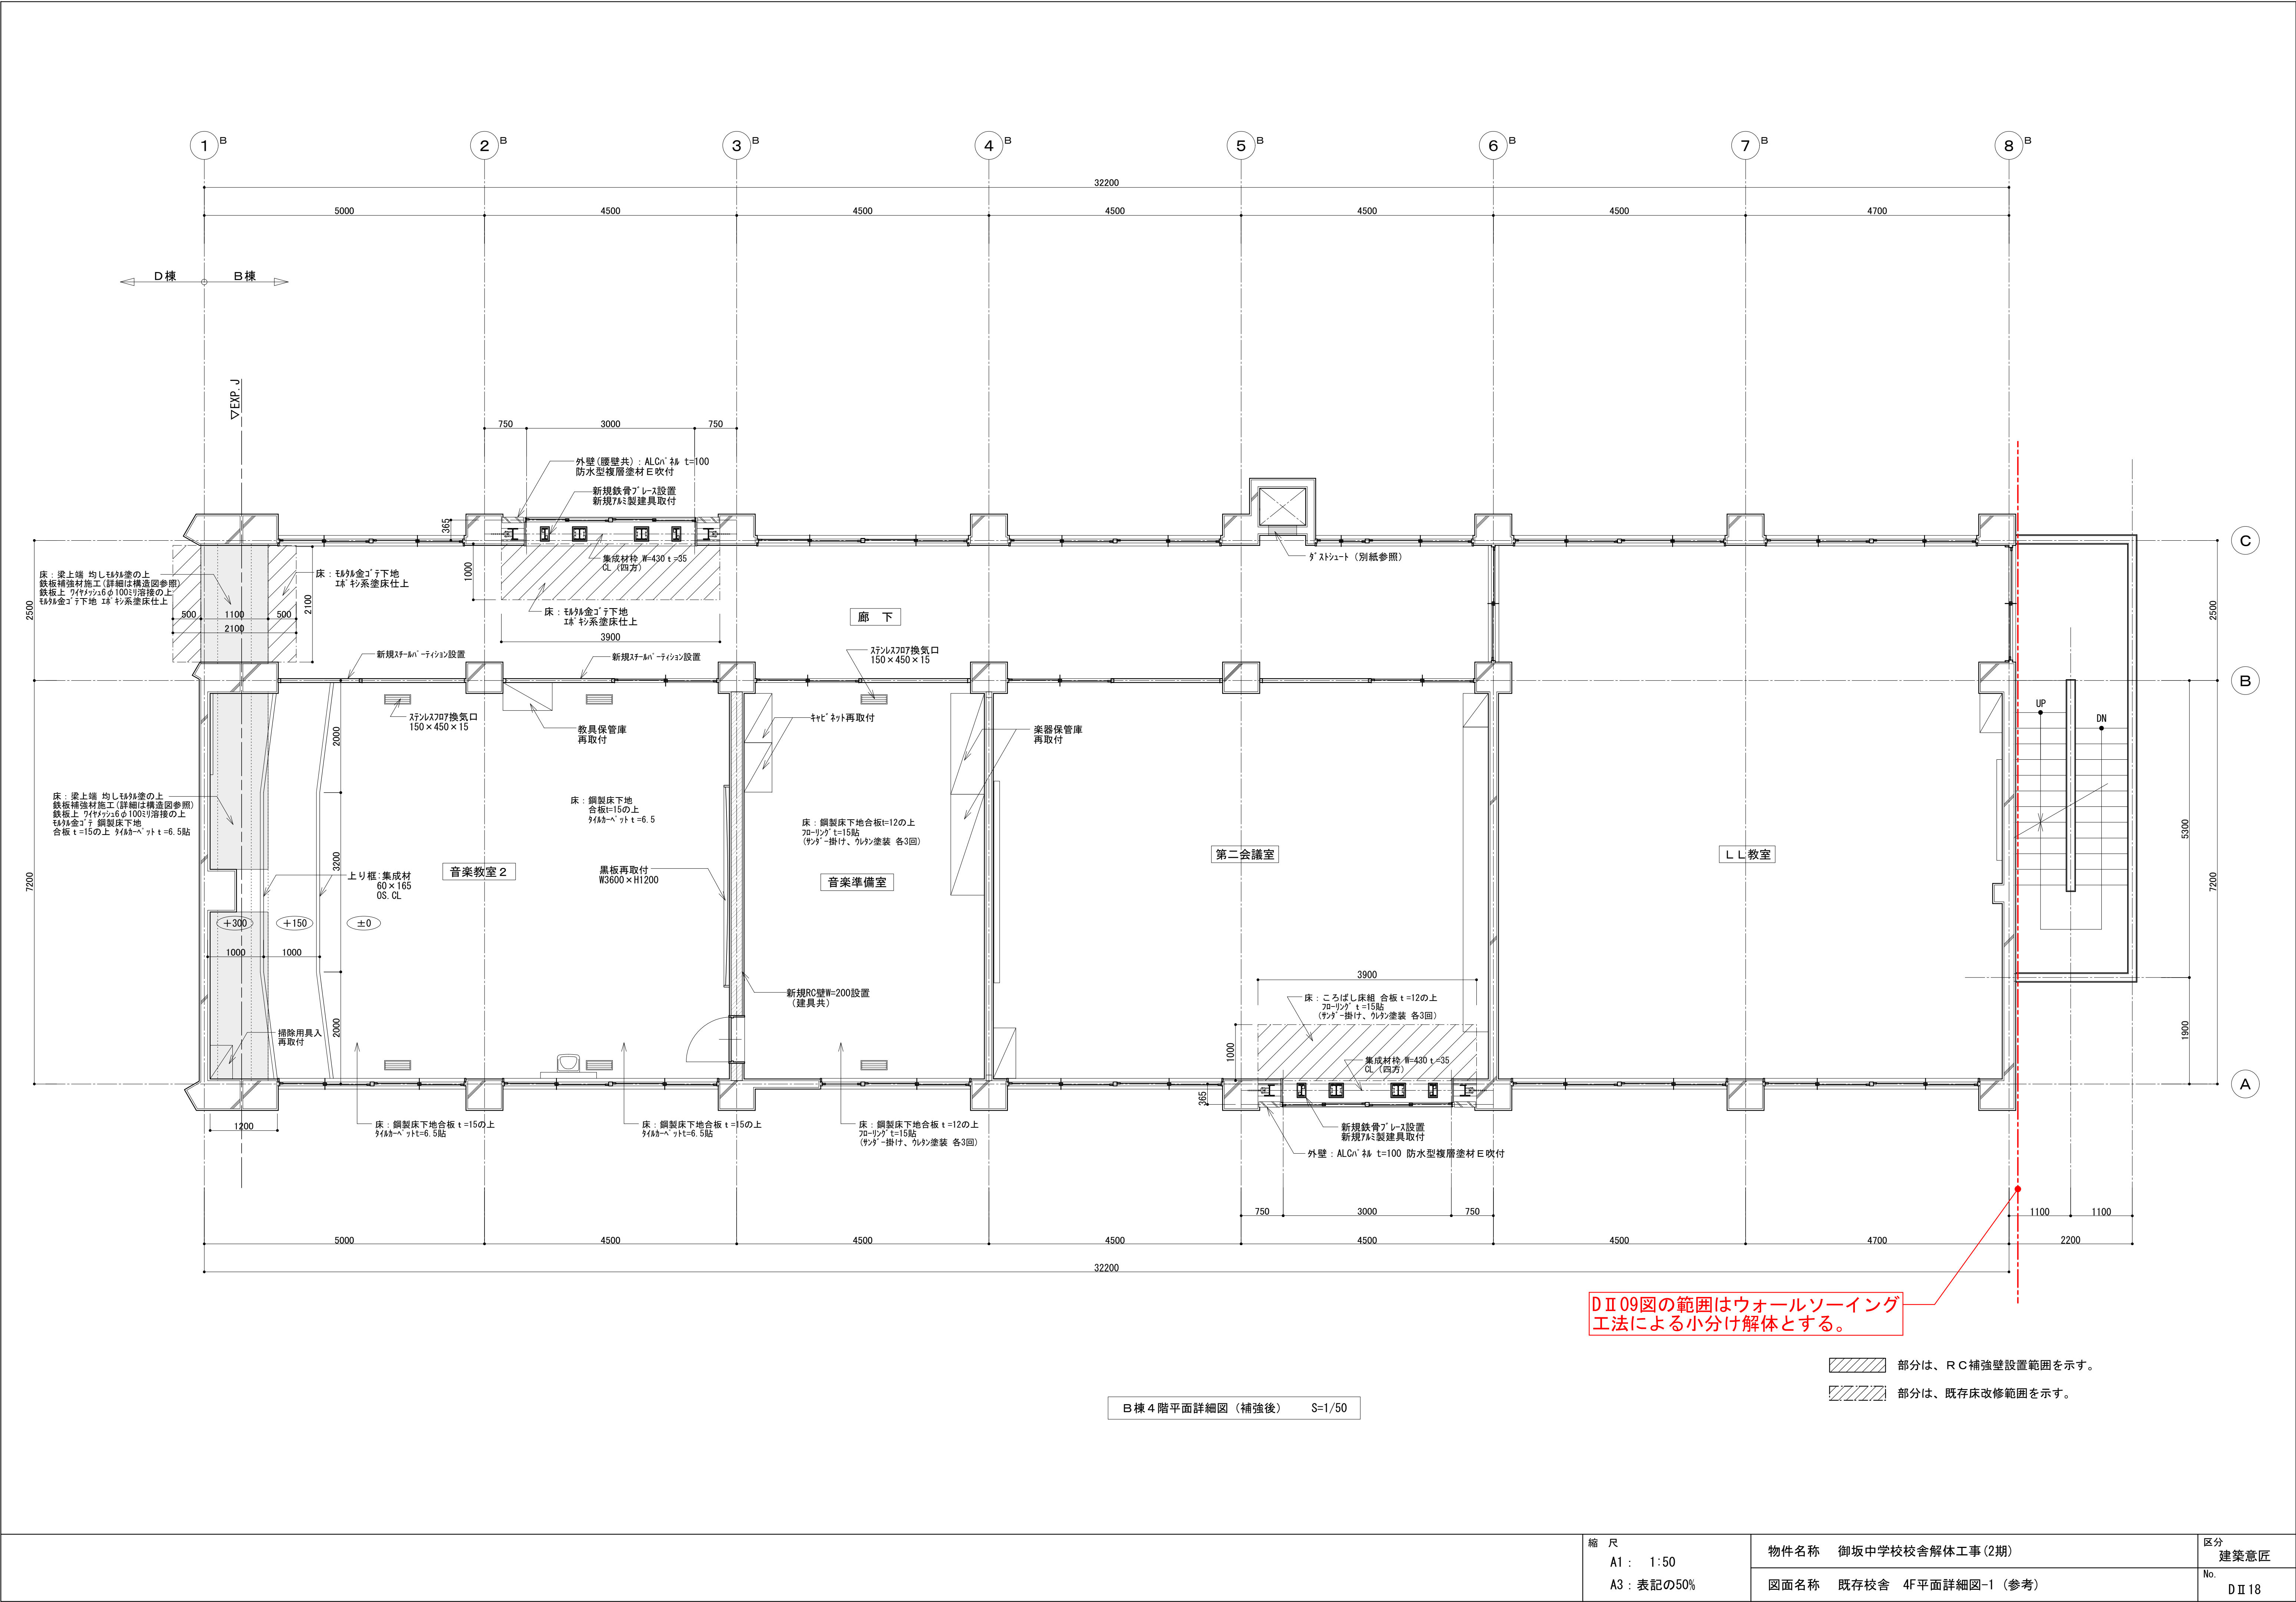 1 B
2 B
3 B
4 B
5 B
6 B
7 B
8 B
32200
5000
4500
4500
4500
4500
4500
4700
D棟
B棟
▽EXP.J
750
3000
750
外壁(腰壁共)：ALCﾊﾟﾈﾙ t=100
防水型複層塗材E吹付
新規鉄骨ﾌﾞﾚｰｽ設置
新規ｱﾙﾐ製建具取付
365
集成材枠 W=430 t=35
CL（四方）
1000
床：ﾓﾙﾀﾙ金ｺﾞﾃ下地
ｴﾎﾟｷｼ系塗床仕上
3900
床：梁上端 均しﾓﾙﾀﾙ塗の上
鉄板補強材施工(詳細は構造図参照)
鉄板上 ﾜｲﾔﾒｯｼｭ6φ100ﾐﾘ溶接の上
ﾓﾙﾀﾙ金ｺﾞﾃ下地 ｴﾎﾟｷｼ系塗床仕上
床：ﾓﾙﾀﾙ金ｺﾞﾃ下地
ｴﾎﾟｷｼ系塗床仕上
500
1100
500
2100
2100
2500
ﾀﾞｽﾄｼｭｰﾄ（別紙参照）
廊　下
C
2500
新規ｽﾁｰﾙﾊﾟｰﾃｨｼｮﾝ設置
新規ｽﾁｰﾙﾊﾟｰﾃｨｼｮﾝ設置
ｽﾃﾝﾚｽﾌﾛｱ換気口
150×450×15
B
ｽﾃﾝﾚｽﾌﾛｱ換気口
150×450×15
教具保管庫
再取付
ｷｬﾋﾞﾈｯﾄ再取付
楽器保管庫
再取付
UP
DN
2000
床：梁上端 均しﾓﾙﾀﾙ塗の上
鉄板補強材施工(詳細は構造図参照)
鉄板上 ﾜｲﾔﾒｯｼｭ6φ100ﾐﾘ溶接の上
ﾓﾙﾀﾙ金ｺﾞﾃ 鋼製床下地
合板ｔ=15の上 ﾀｲﾙｶｰﾍﾟｯﾄｔ=6.5貼
床：鋼製床下地
合板t=15の上
ﾀｲﾙｶｰﾍﾟｯﾄｔ=6.5
床：鋼製床下地合板t=12の上
ﾌﾛｰﾘﾝｸﾞt=15貼
(ｻﾝﾀﾞｰ掛け、ｳﾚﾀﾝ塗装 各3回)
7200
3200
上り框：集成材
60×165
OS.CL
音楽教室２
黒板再取付
W3600×H1200
音楽準備室
第二会議室
ＬＬ教室
5300
7200
+300
+150
±0
1000
1000
新規RC壁W=200設置
（建具共）
3900
床：ころばし床組 合板ｔ=12の上
ﾌﾛｰﾘﾝｸﾞｔ=15貼
(ｻﾝﾀﾞｰ掛け、ｳﾚﾀﾝ塗装 各3回)
掃除用具入
再取付
2000
1000
集成材枠 W=430ｔ=35
CL（四方）
1900
A
365
1200
床：鋼製床下地合板ｔ=15の上
ﾀｲﾙｶｰﾍﾟｯﾄt=6.5貼
床：鋼製床下地合板ｔ=15の上
ﾀｲﾙｶｰﾍﾟｯﾄt=6.5貼
床：鋼製床下地合板ｔ=12の上
ﾌﾛｰﾘﾝｸﾞt=15貼
(ｻﾝﾀﾞｰ掛け、ｳﾚﾀﾝ塗装 各3回)
新規鉄骨ﾌﾞﾚｰｽ設置
新規ｱﾙﾐ製建具取付
外壁：ALCﾊﾟﾈﾙ t=100 防水型複層塗材E吹付
750
3000
750
1100
1100
5000
4500
4500
4500
4500
4500
4700
2200
32200
DⅡ09図の範囲はウォールソーイング
工法による小分け解体とする。
部分は、ＲＣ補強壁設置範囲を示す。
部分は、既存床改修範囲を示す。
Ｂ棟４階平面詳細図（補強後）　S=1/50
縮　尺
A1：　1:50
A3：表記の50%
物件名称　御坂中学校校舎解体工事(2期)
図面名称　既存校舎　4F平面詳細図-1（参考）
区分
建築意匠
No.
DⅡ18